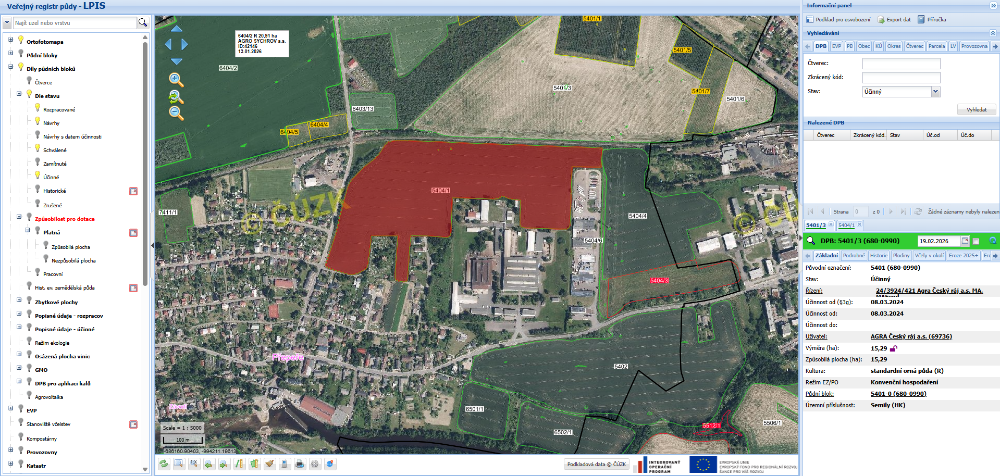 Veřejný registr půdy - LPIS
Najít uzel nebo vrstvu
Ortofotomapa
Půdní bloky
Díly půdních bloků
Čtverce
Dle stavu
Rozpracované
Návrhy
Návrhy s datem účinnosti
Schválené
Zamítnuté
Účinné
Historické
Zrušené
Způsobilost pro dotace
Platná
Způsobilá plocha
Nezpůsobilá plocha
Pracovní
Hist. ev. zemědělská půda
Zbytkové plochy
Popisné údaje - rozpracov
Popisné údaje - účinné
Režim ekologie
Osázená plocha vinic
GMO
DPB pro aplikaci kalů
Agrovoltaika
EVP
Stanoviště včelstev
Kompostárny
Provozovny
Katastr
6404/2 R 20,91 ha
AGRO SYCHROV a.s.
ID:42146
13.01.2026
5401/1
6404/2
5401/5
5401/3
5401/7
5401/6
6403/13
6404/4
6404/5
5404/1
© ČÚZK
7411/1
5404/4
©
5404/6
5404/3
Přepeře
5402
Závodí
6501/1
6502/1
5512/1
5506/1
Scale = 1 : 5000
100 m
-686160.90403, -994211.19613
1:X
Podkladová data © ČÚZK
INTEGROVANÝ
OPERAČNÍ
PROGRAM
EVROPSKÁ UNIE
EVROPSKÝ FOND PRO REGIONÁLNÍ ROZVOJ
ŠANCE PRO VÁŠ ROZVOJ
Informační panel
Podklad pro osvobození Export dat Příručka
Vyhledávání
DPB EVP PB Obec KÚ Okres Čtverec Parcela LV Provozovna
Čtverec:
Zkrácený kód:
Stav: Účinný
Vyhledat
Nalezené DPB
Čtverec Zkrácený kód. Stav Úč.od Úč.do
Strana 0 z 0 Žádné záznamy nebyly nalezen
5401/3 5404/1
DPB: 5401/3 (680-0990) 19.02.2026
Základní Podrobné Historie Plodiny Včely v okolí Eroze 2025+ Erc
Původní označení: 5401 (680-0990)
Stav: Účinný
Řízení: 24/3924/421 Agra Český ráj a.s. MA,
Účinnost od (§3g): 08.03.2024
Účinnost od: 08.03.2024
Účinnost do:
Uživatel: AGRA Český ráj a.s. (69736)
Výměra (ha): 15,29
Způsobilá plocha (ha): 15,29
Kultura: standardní orná půda (R)
Režim EZ/PO Konvenční hospodaření
Půdní blok: 5401-0 (680-0990)
Územní příslušnost: Semily (HK)